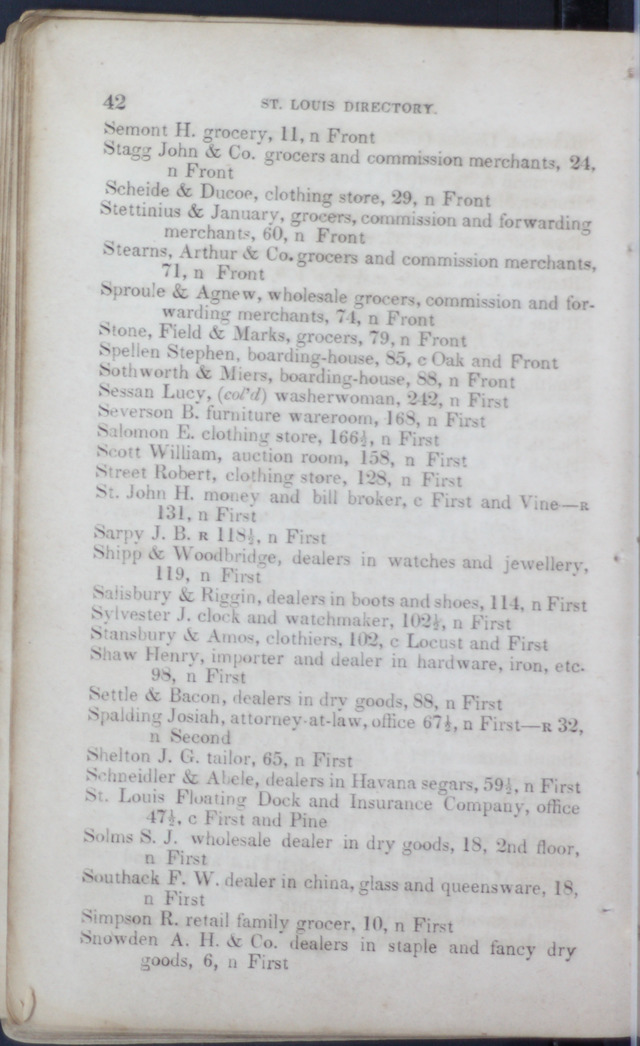 42 ST. LOUIS DIRECTORY.
Semont H. grocery, 11, n Front
Stagg John & Co. grocers and commission merchants, 24,
n Front
Scheide & Ducoe, clothing store, 29, n Front
Stettinius & January, grocers, commission and forwarding
merchants, 60, n Front
Stearns, Arthur & Co. grocers and commission merchants,
71, n Front
Sproule & Agnew, wholesale grocers, commission and for-
warding merchants, 74, n Front
Stone, Field & Marks, grocers, 79, n Front
Spellen Stephen, boarding-house, 85, c Oak and Front
Sothworth & Miers, boarding-house, 88, n Front
Sessan Lucy, (col'd) washerwoman, 242, n First
Severson B. furniture wareroom, 168, n First
Salomon E. clothing store, 166½, n First
Scott William, auction room, 158, n First
Street Robert, clothing store, 128, n First
St. John H. money and bill broker, c First and Vine—R
131, n First
Sarpy J. B. R 118½, n First
Shipp & Woodbridge, dealers in watches and jewellery,
119, n First
Salisbury & Riggin, dealers in boots and shoes, 114, n First
Sylvester J. clock and watchmaker, 102½, n First
Stansbury & Amos, clothiers, 102, c Locust and First
Shaw Henry, importer and dealer in hardware, iron, etc.
98, n First
Settle & Bacon, dealers in dry goods, 88, n First
Spalding Josiah, attorney-at-law, office 67½, n First—R 32,
n Second
Shelton J. G. tailor, 65, n First
Schneidler & Abele, dealers in Havana segars, 59½, n First
St. Louis Floating Dock and Insurance Company, office
47½, c First and Pine
Solms S. J. wholesale dealer in dry goods, 18, 2nd floor,
n First
Southack F. W. dealer in china, glass and queensware, 18,
n First
Simpson R. retail family grocer, 10, n First
Snowden A. H. & Co. dealers in staple and fancy dry
goods, 6, n First